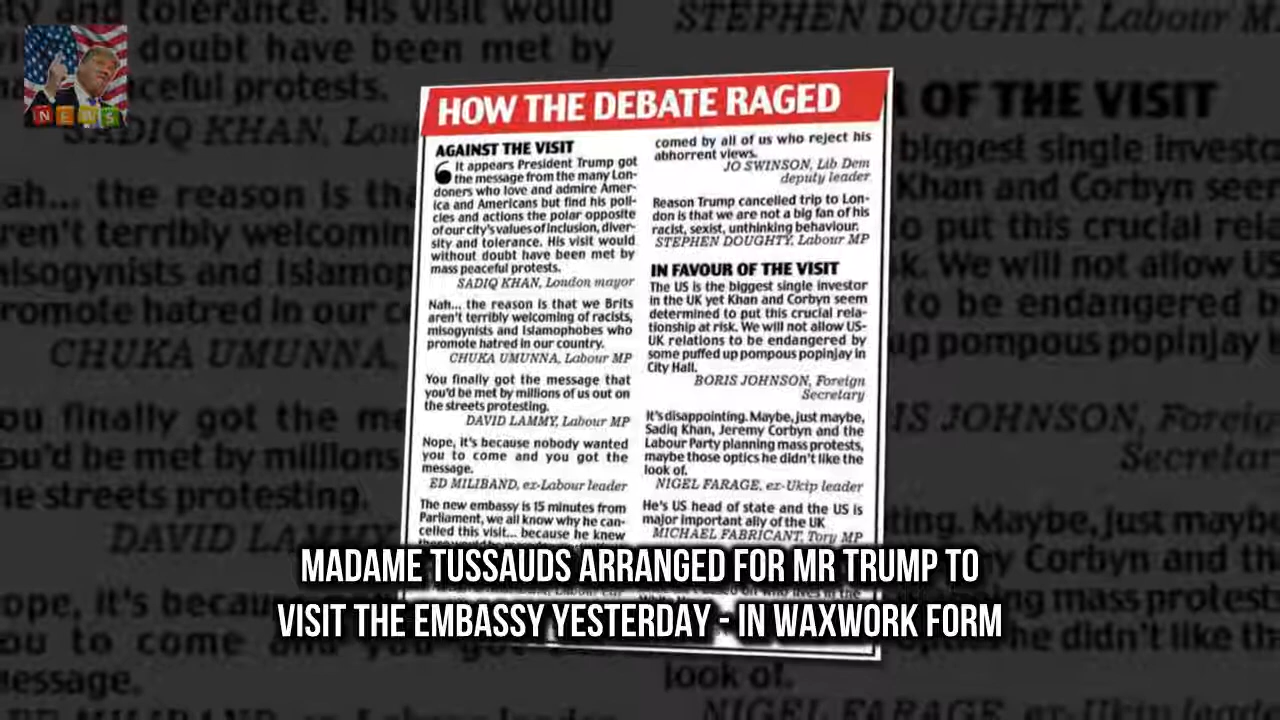 NEWS
HOW THE DEBATE RAGED
AGAINST THE VISIT
It appears President Trump got
the message from the many Lon-
doners who love and admire Amer-
ica and Americans but find his poli-
cies and actions the polar opposite
of our city's values of inclusion, diver-
sity and tolerance. His visit would
without doubt have been met by
mass peaceful protests.
SADIQ KHAN, London mayor
Nah... the reason is that we Brits
aren't terribly welcoming of racists,
misogynists and Islamophobes who
promote hatred in our country.
CHUKA UMUNNA, Labour MP
You finally got the message that
you'd be met by millions of us out on
the streets protesting.
DAVID LAMMY, Labour MP
Nope, it's because nobody wanted
you to come and you got the
message.
ED MILIBAND, ex-Labour leader
The new embassy is 15 minutes from
Parliament, we all know why he can-
celled this visit... because he knew
comed by all of us who reject his
abhorrent views.
JO SWINSON, Lib Dem
deputy leader
Reason Trump cancelled trip to Lon-
don is that we are not a big fan of his
racist, sexist, unthinking behaviour.
STEPHEN DOUGHTY, Labour MP
IN FAVOUR OF THE VISIT
The US is the biggest single investor
in the UK yet Khan and Corbyn seem
determined to put this crucial rela-
tionship at risk. We will not allow US-
UK relations to be endangered by
some puffed up pompous popinjay in
City Hall.
BORIS JOHNSON, Foreign
Secretary
It's disappointing. Maybe, just maybe,
Sadiq Khan, Jeremy Corbyn and the
Labour Party planning mass protests,
maybe those optics he didn't like the
look of.
NIGEL FARAGE, ex-Ukip leader
He's US head of state and the US is
major important ally of the UK
MICHAEL FABRICANT, Tory MP
MADAME TUSSAUDS ARRANGED FOR MR TRUMP TO
VISIT THE EMBASSY YESTERDAY - IN WAXWORK FORM